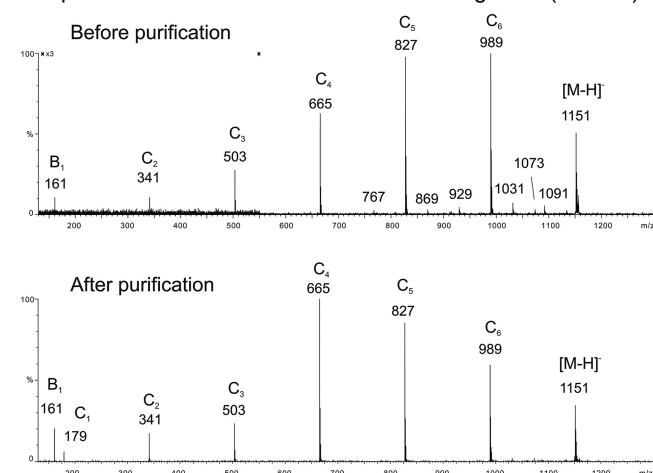 Before purification
C5
827
C6
989
100
x3
C4
665
[M-H]-
1151
%
C3
503
1073
B1
161
C2
341
767
869
929
1031
1091
0
200 300 400 500 600 700 800 900 1000 1100 1200 m/z
After purification
C4
665
C5
827
100
C6
989
[M-H]-
1151
%
B1
161
C1
179
C2
341
C3
503
0
200 300 400 500 600 700 800 900 1000 1100 1200 m/z